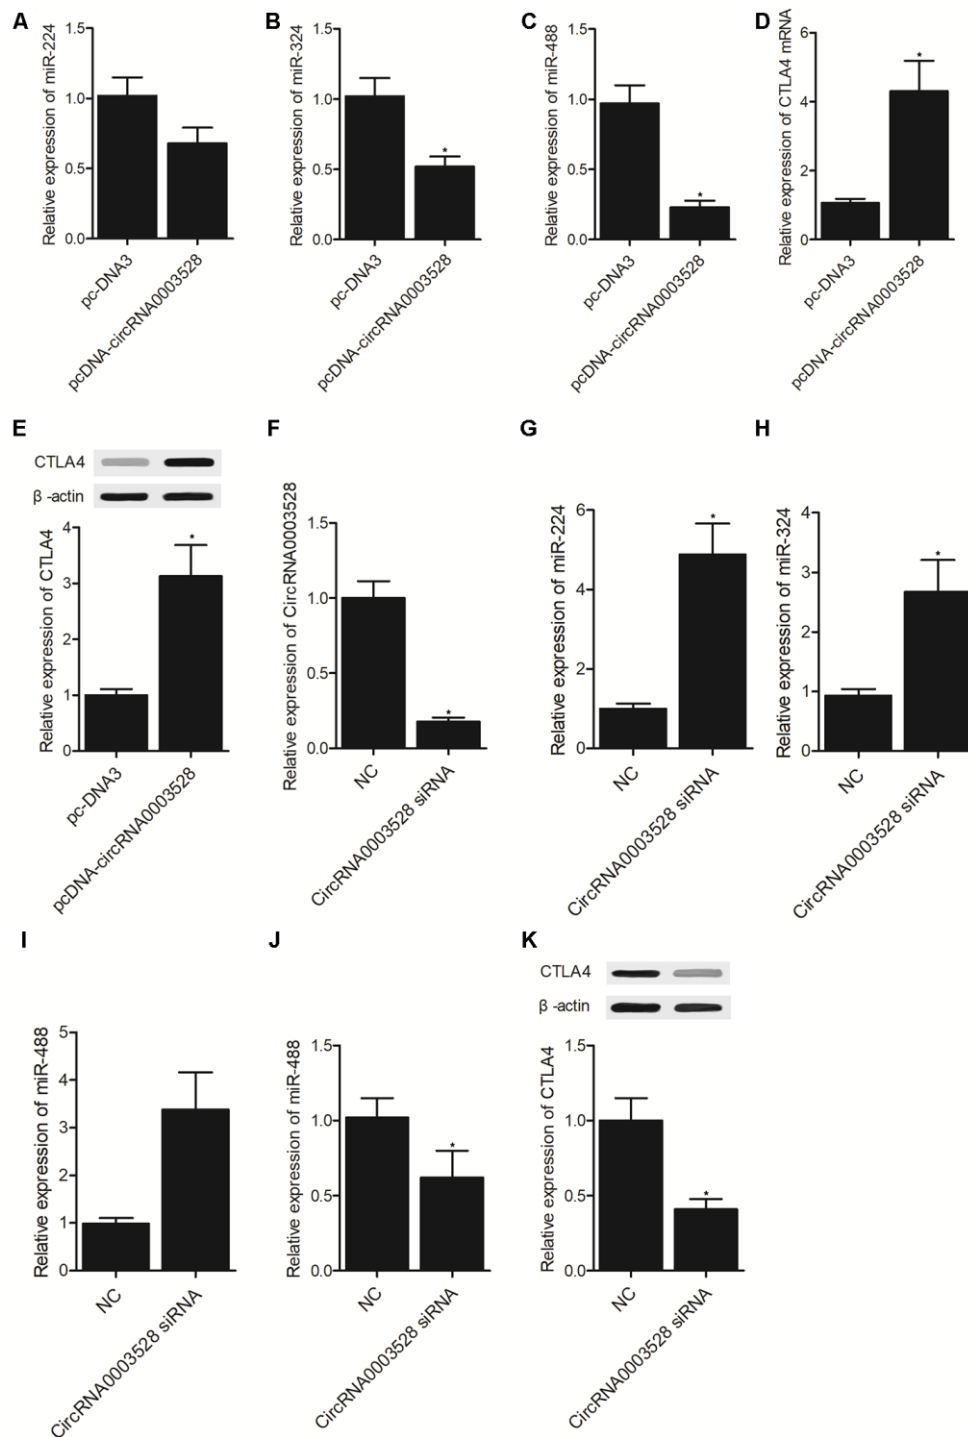 A
Relative expression of miR-224
1.5
1.0
0.5
0.0
pc-DNA3
pcDNA-circRNA0003528
B
Relative expression of miR-324
1.5
1.0
0.5
0.0
*
pc-DNA3
pcDNA-circRNA0003528
C
Relative expression of miR-488
1.5
1.0
0.5
0.0
*
pc-DNA3
pcDNA-circRNA0003528
D
Relative expression of CTLA4 mRNA
6
4
2
0
*
pc-DNA3
pcDNA-circRNA0003528
E
CTLA4
β -actin
Relative expression of CTLA4
4
3
2
1
0
*
pc-DNA3
pcDNA-circRNA0003528
F
Relative expression of CircRNA0003528
1.5
1.0
0.5
0.0
*
NC
CircRNA0003528 siRNA
G
Relative expression of miR-224
6
4
2
0
*
NC
CircRNA0003528 siRNA
H
Relative expression of miR-324
4
3
2
1
0
*
NC
CircRNA0003528 siRNA
I
Relative expression of miR-488
5
4
3
2
1
0
NC
CircRNA0003528 siRNA
J
Relative expression of miR-488
1.5
1.0
0.5
0.0
*
NC
CircRNA0003528 siRNA
K
CTLA4
β -actin
Relative expression of CTLA4
1.5
1.0
0.5
0.0
*
NC
CircRNA0003528 siRNA